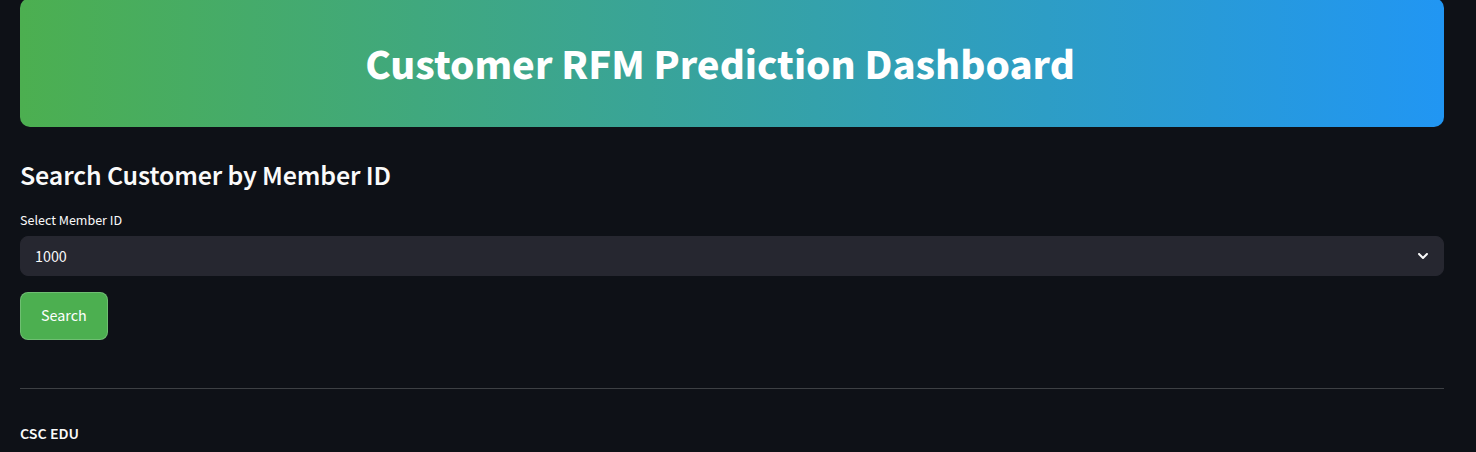 Customer RFM Prediction Dashboard
Search Customer by Member ID
Select Member ID
1000
Search
CSC EDU